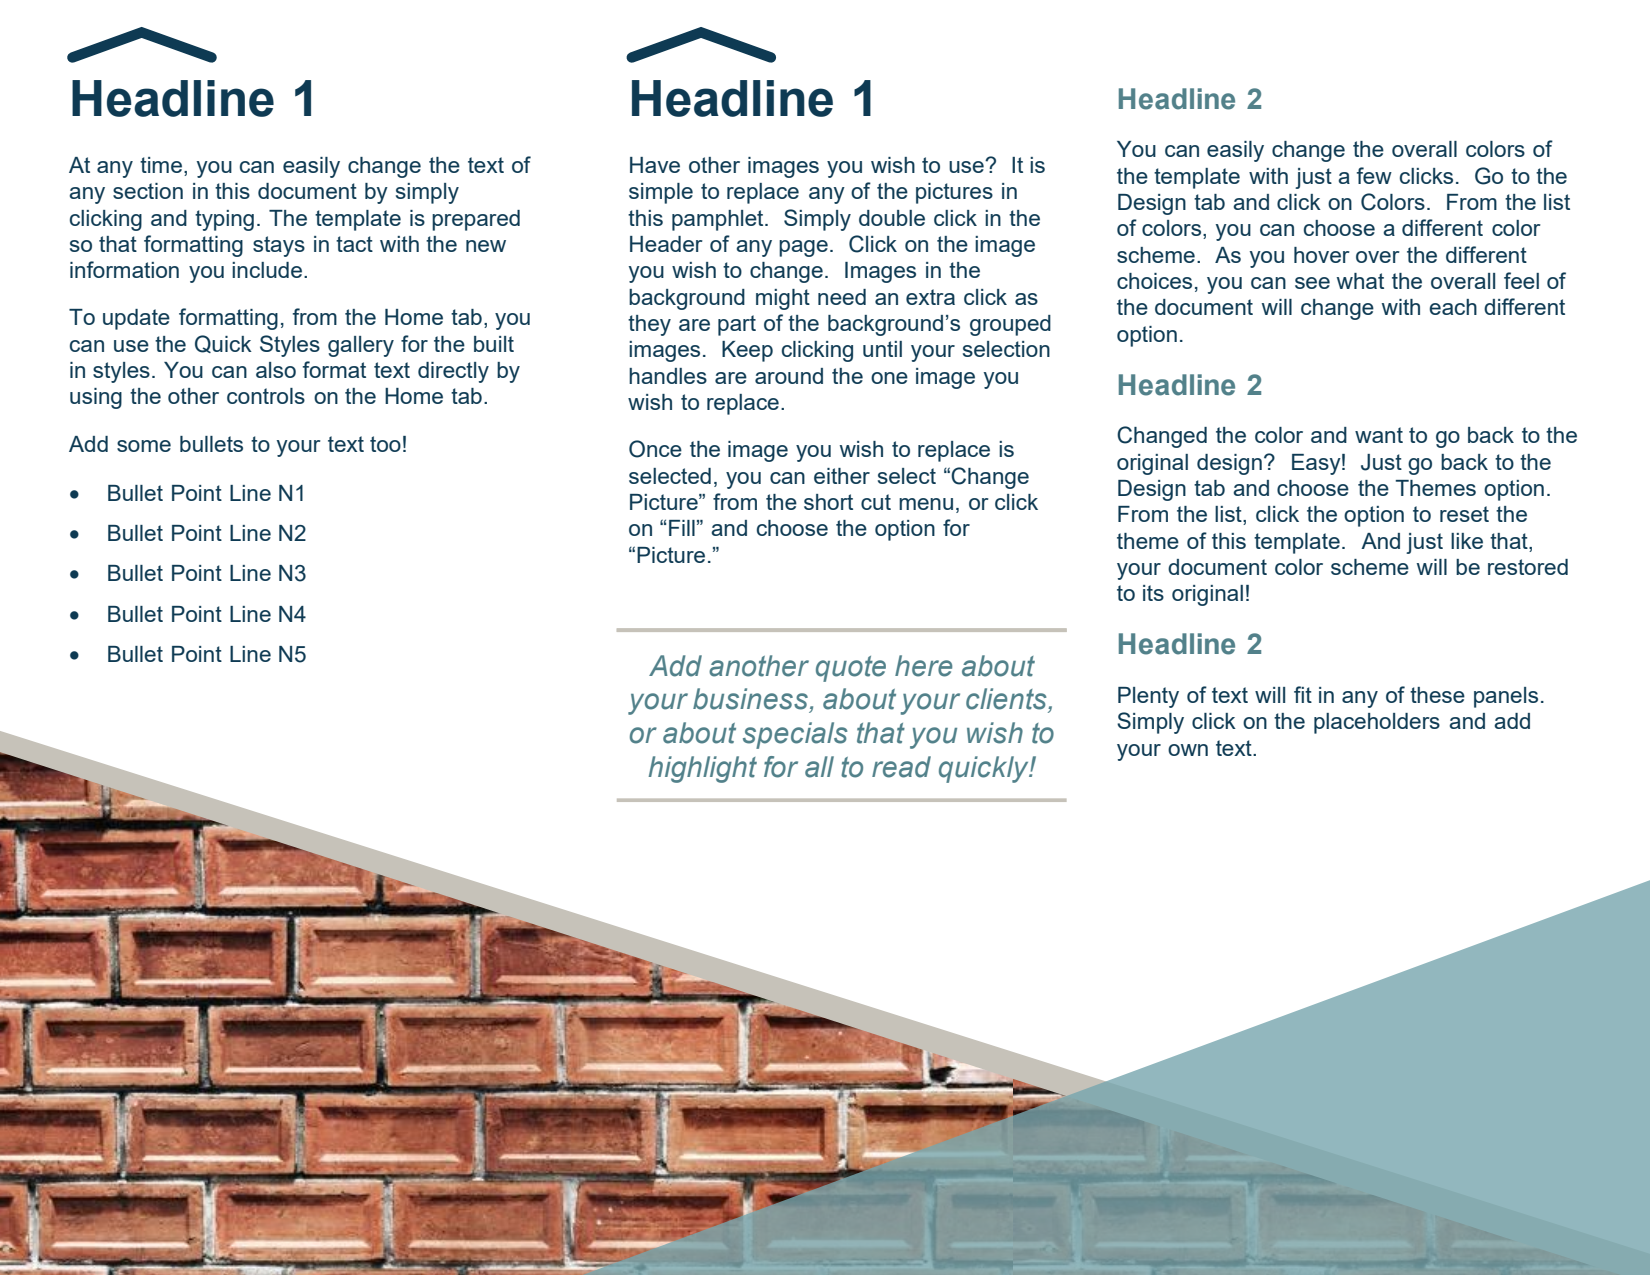 Headline 1
At any time, you can easily change the text of
any section in this document by simply
clicking and typing. The template is prepared
so that formatting stays in tact with the new
information you include.
To update formatting, from the Home tab, you
can use the Quick Styles gallery for the built
in styles. You can also format text directly by
using the other controls on the Home tab.
Add some bullets to your text too!
• Bullet Point Line N1
• Bullet Point Line N2
• Bullet Point Line N3
• Bullet Point Line N4
• Bullet Point Line N5
Headline 1
Have other images you wish to use?  It is
simple to replace any of the pictures in
this pamphlet.  Simply double click in the
Header of any page.  Click on the image
you wish to change.  Images in the
background might need an extra click as
they are part of the background’s grouped
images.  Keep clicking until your selection
handles are around the one image you
wish to replace.
Once the image you wish to replace is
selected, you can either select “Change
Picture” from the short cut menu, or click
on “Fill” and choose the option for
“Picture.”
Add another quote here about
your business, about your clients,
or about specials that you wish to
highlight for all to read quickly!
Headline 2
You can easily change the overall colors of
the template with just a few clicks.  Go to the
Design tab and click on Colors.  From the list
of colors, you can choose a different color
scheme.  As you hover over the different
choices, you can see what the overall feel of
the document will change with each different
option.
Headline 2
Changed the color and want to go back to the
original design?  Easy!  Just go back to the
Design tab and choose the Themes option.
From the list, click the option to reset the
theme of this template.  And just like that,
your document color scheme will be restored
to its original!
Headline 2
Plenty of text will fit in any of these panels.
Simply click on the placeholders and add
your own text.